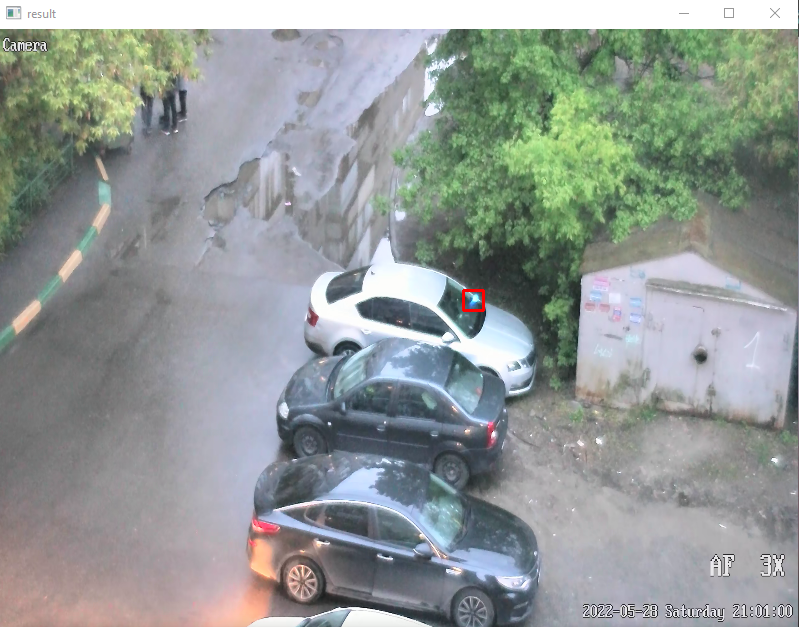 result
Camera
1
AF 3X
2022-05-28 Saturday 21:01:00